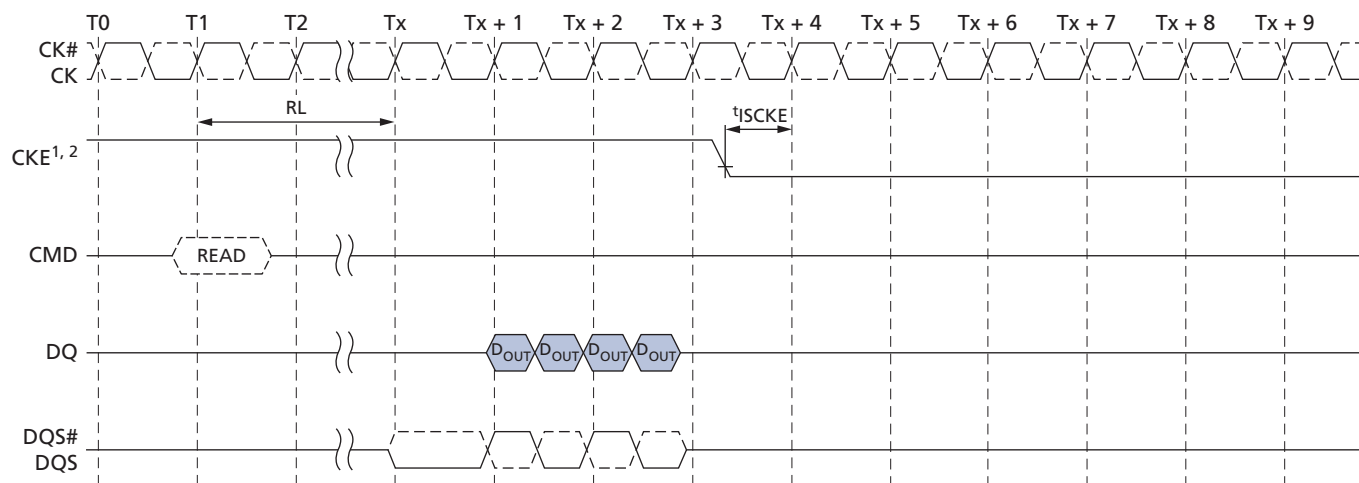 T0 T1 T2 Tx Tx + 1 Tx + 2 Tx + 3 Tx + 4 Tx + 5 Tx + 6 Tx + 7 Tx + 8 Tx + 9
CK#
CK
RL
tISCKE
CKE1, 2
CMD
READ
DQ
DOUT DOUT DOUT DOUT
DQS#
DQS